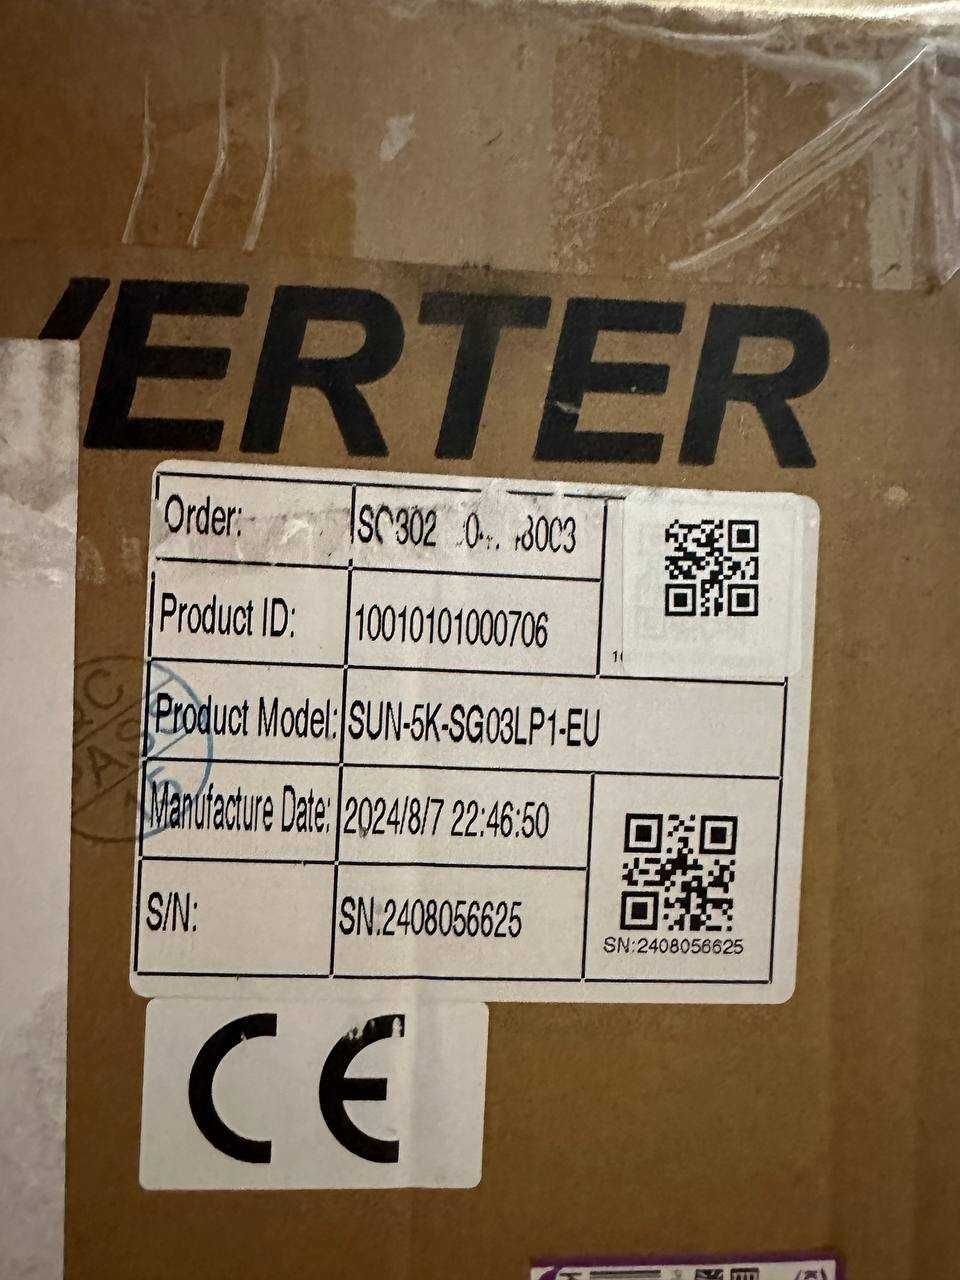 ERTER
Order:
Product ID: 10010101000706
Product Model: SUN-5K-SG03LP1-EU
Manufacture Date: 2024/8/7 22:46:50
S/N: SN:2408056625
SN:2408056625
CE